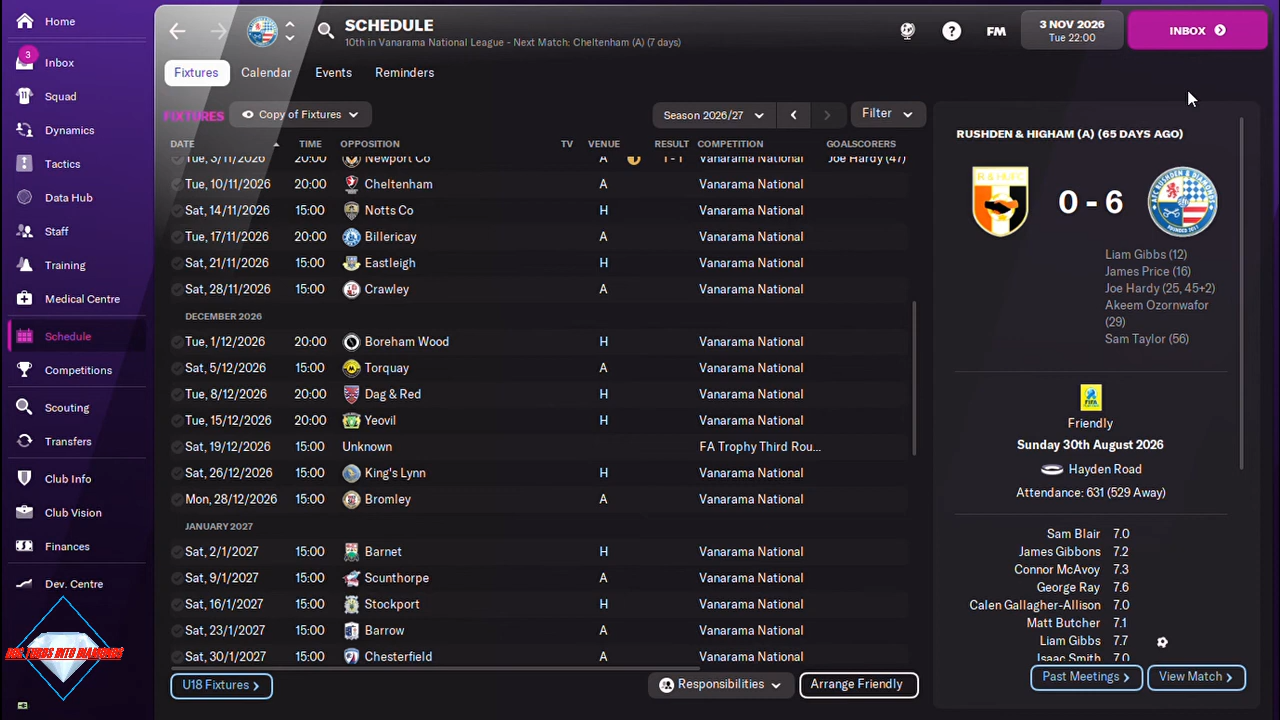 Home
SCHEDULE
10th in Vanarama National League - Next Match: Cheltenham (A) (7 days)
FM
3 NOV 2026
Tue 22:00
INBOX
3
Inbox
Squad
Dynamics
Tactics
Data Hub
Staff
Training
Medical Centre
Schedule
Competitions
Scouting
Transfers
Club Info
Club Vision
Finances
Dev. Centre
Fixtures Calendar Events Reminders
FIXTURES
Copy of Fixtures
Season 2026/27
Filter
DATE TIME OPPOSITION TV VENUE RESULT COMPETITION GOALSCORERS
Tue, 3/11/2026 20:00 Newport Co A 1 - 1 Vanarama National Joe Hardy (47)
Tue, 10/11/2026 20:00 Cheltenham A Vanarama National
Sat, 14/11/2026 15:00 Notts Co H Vanarama National
Tue, 17/11/2026 20:00 Billericay A Vanarama National
Sat, 21/11/2026 15:00 Eastleigh H Vanarama National
Sat, 28/11/2026 15:00 Crawley A Vanarama National
DECEMBER 2026
Tue, 1/12/2026 20:00 Boreham Wood H Vanarama National
Sat, 5/12/2026 15:00 Torquay A Vanarama National
Tue, 8/12/2026 20:00 Dag & Red H Vanarama National
Tue, 15/12/2026 20:00 Yeovil H Vanarama National
Sat, 19/12/2026 15:00 Unknown FA Trophy Third Rou...
Sat, 26/12/2026 15:00 King's Lynn H Vanarama National
Mon, 28/12/2026 15:00 Bromley A Vanarama National
JANUARY 2027
Sat, 2/1/2027 15:00 Barnet H Vanarama National
Sat, 9/1/2027 15:00 Scunthorpe A Vanarama National
Sat, 16/1/2027 15:00 Stockport H Vanarama National
Sat, 23/1/2027 15:00 Barrow A Vanarama National
Sat, 30/1/2027 15:00 Chesterfield A Vanarama National
U18 Fixtures
Responsibilities
Arrange Friendly
RUSHDEN & HIGHAM (A) (65 DAYS AGO)
0 - 6
Liam Gibbs (12)
James Price (16)
Joe Hardy (25, 45+2)
Akeem Ozornwafor
(29)
Sam Taylor (56)
Friendly
Sunday 30th August 2026
Hayden Road
Attendance: 631 (529 Away)
Sam Blair 7.0
James Gibbons 7.2
Connor McAvoy 7.3
George Ray 7.6
Calen Gallagher-Allison 7.0
Matt Butcher 7.1
Liam Gibbs 7.7
Isaac Smith 7.0
Past Meetings
View Match